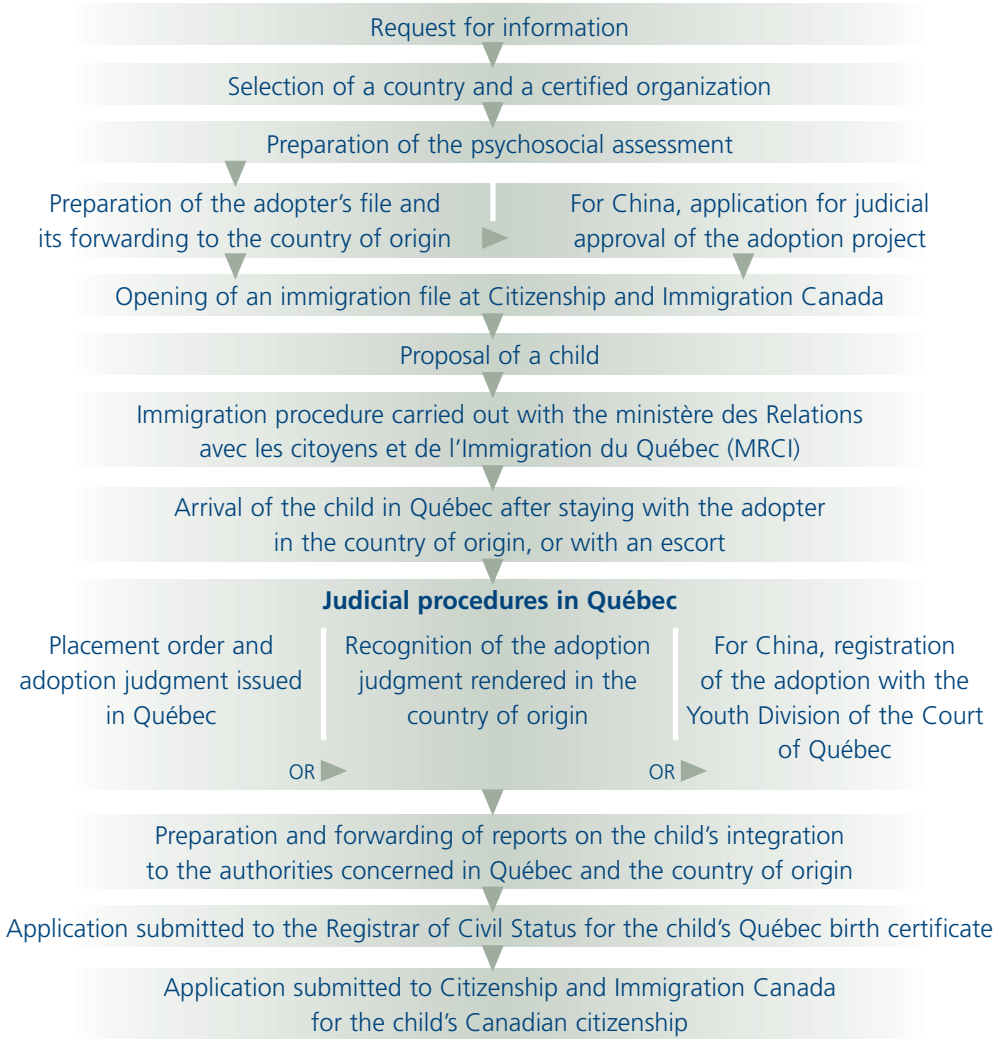 Request for information
Selection of a country and a certified organization
Preparation of the psychosocial assessment
Preparation of the adopter’s file and
its forwarding to the country of origin
For China, application for judicial
approval of the adoption project
Opening of an immigration file at Citizenship and Immigration Canada
Proposal of a child
Immigration procedure carried out with the ministère des Relations
avec les citoyens et de l’Immigration du Québec (MRCI)
Arrival of the child in Québec after staying with the adopter
in the country of origin, or with an escort
Judicial procedures in Québec
Placement order and
adoption judgment issued
in Québec
OR
Recognition of the adoption
judgment rendered in the
country of origin
OR
For China, registration
of the adoption with the
Youth Division of the Court
of Québec
Preparation and forwarding of reports on the child’s integration
to the authorities concerned in Québec and the country of origin
Application submitted to the Registrar of Civil Status for the child’s Québec birth certificate
Application submitted to Citizenship and Immigration Canada
for the child’s Canadian citizenship